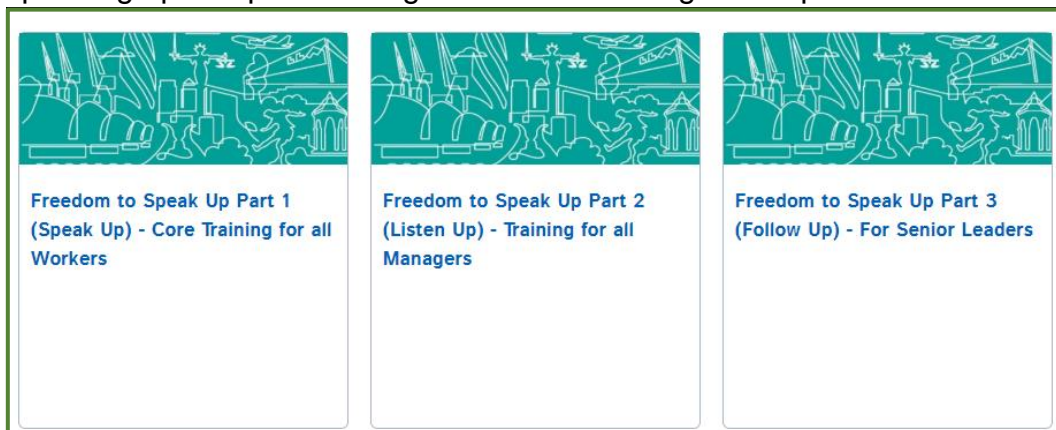 Freedom to Speak Up Part 1
(Speak Up) - Core Training for all
Workers
Freedom to Speak Up Part 2
(Listen Up) - Training for all
Managers
Freedom to Speak Up Part 3
(Follow Up) - For Senior Leaders